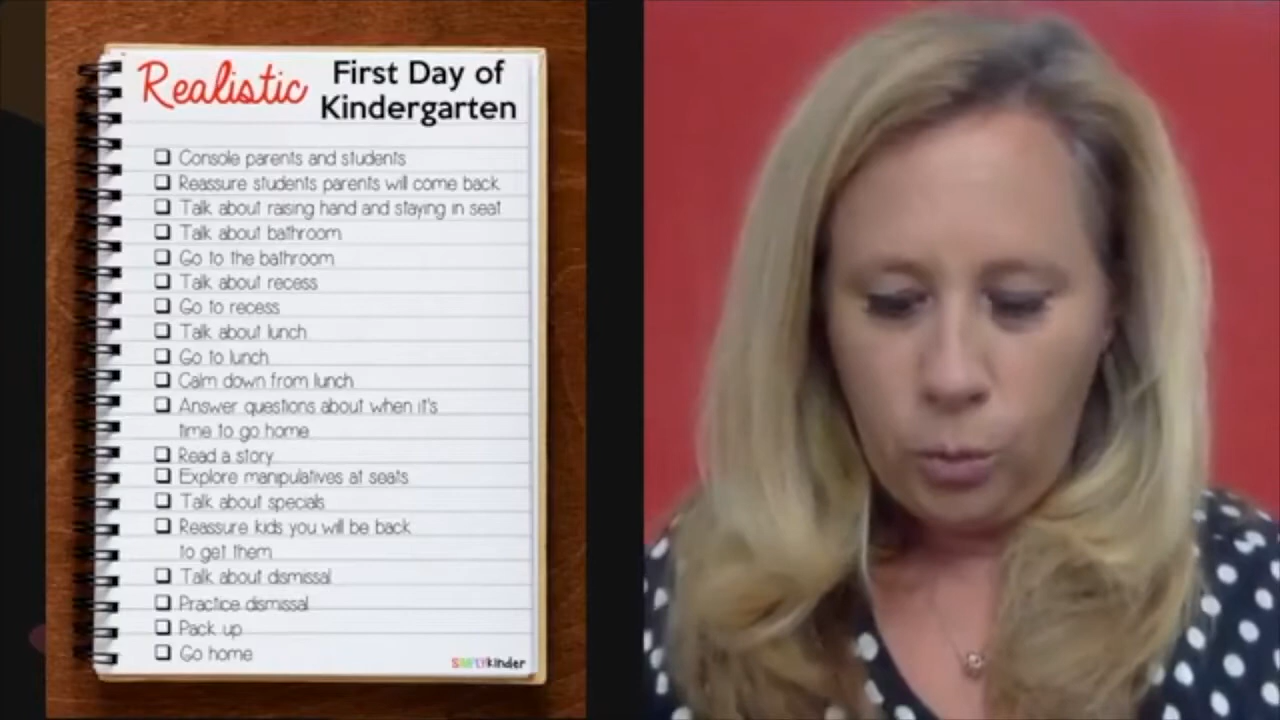 Realistic First Day of
Kindergarten
Console parents and students
Reassure students parents will come back
Talk about raising hand and staying in seat
Talk about bathroom
Go to the bathroom
Talk about recess
Go to recess
Talk about lunch
Go to lunch
Calm down from lunch
Answer questions about when it's
time to go home
Read a story
Explore manipulatives at seats
Talk about specials
Reassure kids you will be back
to get them
Talk about dismissal
Practice dismissal
Pack up
Go home
SIMPLYkinder